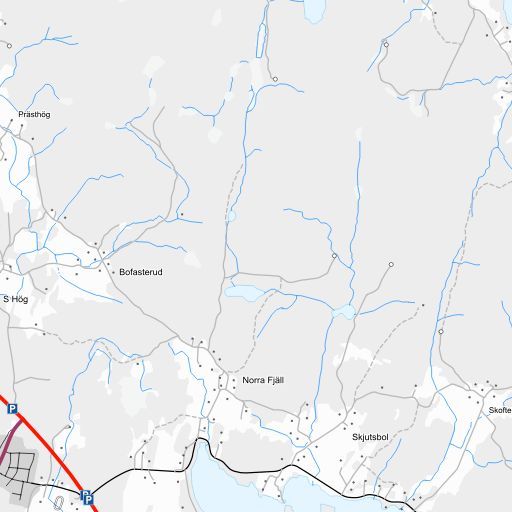 Prästhög
Bofasterud
S Hög
Norra Fjäll
Skofte
Skjutsbol
P
P